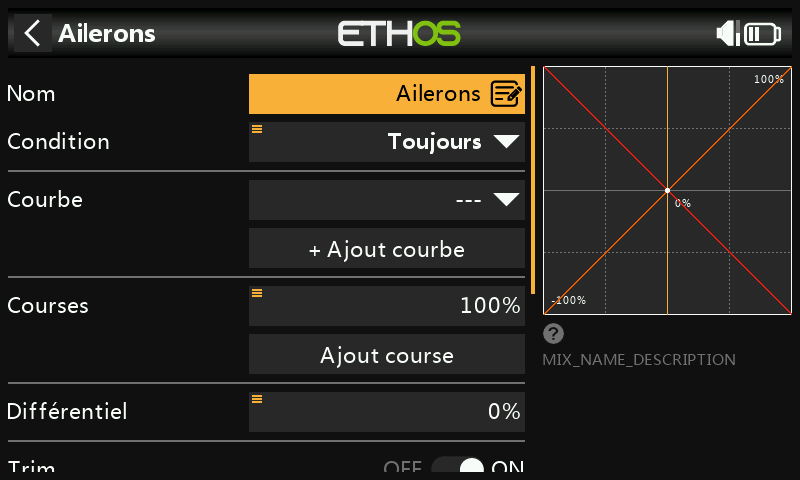 Ailerons
ETHOS
Nom
Ailerons
Condition
Toujours
Courbe
---
+ Ajout courbe
Courses
100%
Ajout course
Différentiel
0%
Trim
OFF ON
100%
0%
-100%
?
MIX_NAME_DESCRIPTION